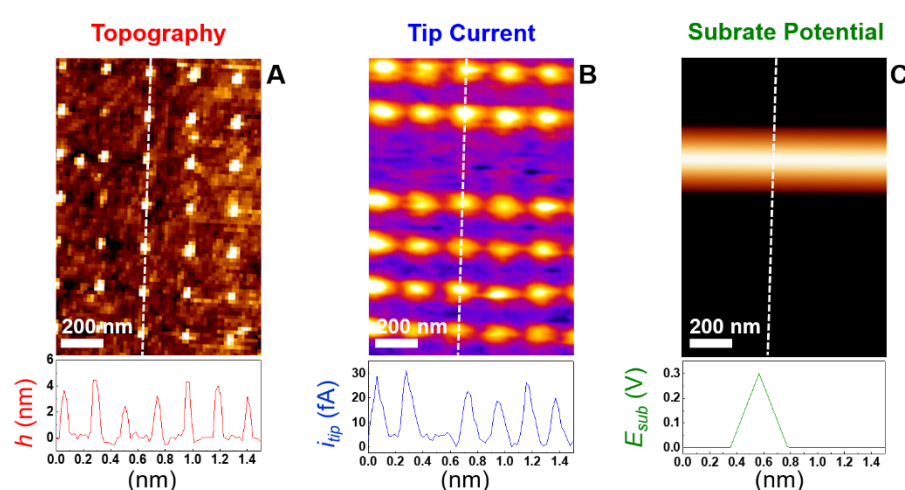 Topography
Tip Current
Subrate Potential
A
B
C
200 nm
200 nm
200 nm
h (nm)
6
4
2
0
0.0 0.2 0.4 0.6 0.8 1.0 1.2 1.4
(nm)
i_tip (fA)
30
20
10
0
0.0 0.2 0.4 0.6 0.8 1.0 1.2 1.4
(nm)
E_sub (V)
0.3
0.2
0.1
0.0
0.0 0.2 0.4 0.6 0.8 1.0 1.2 1.4
(nm)